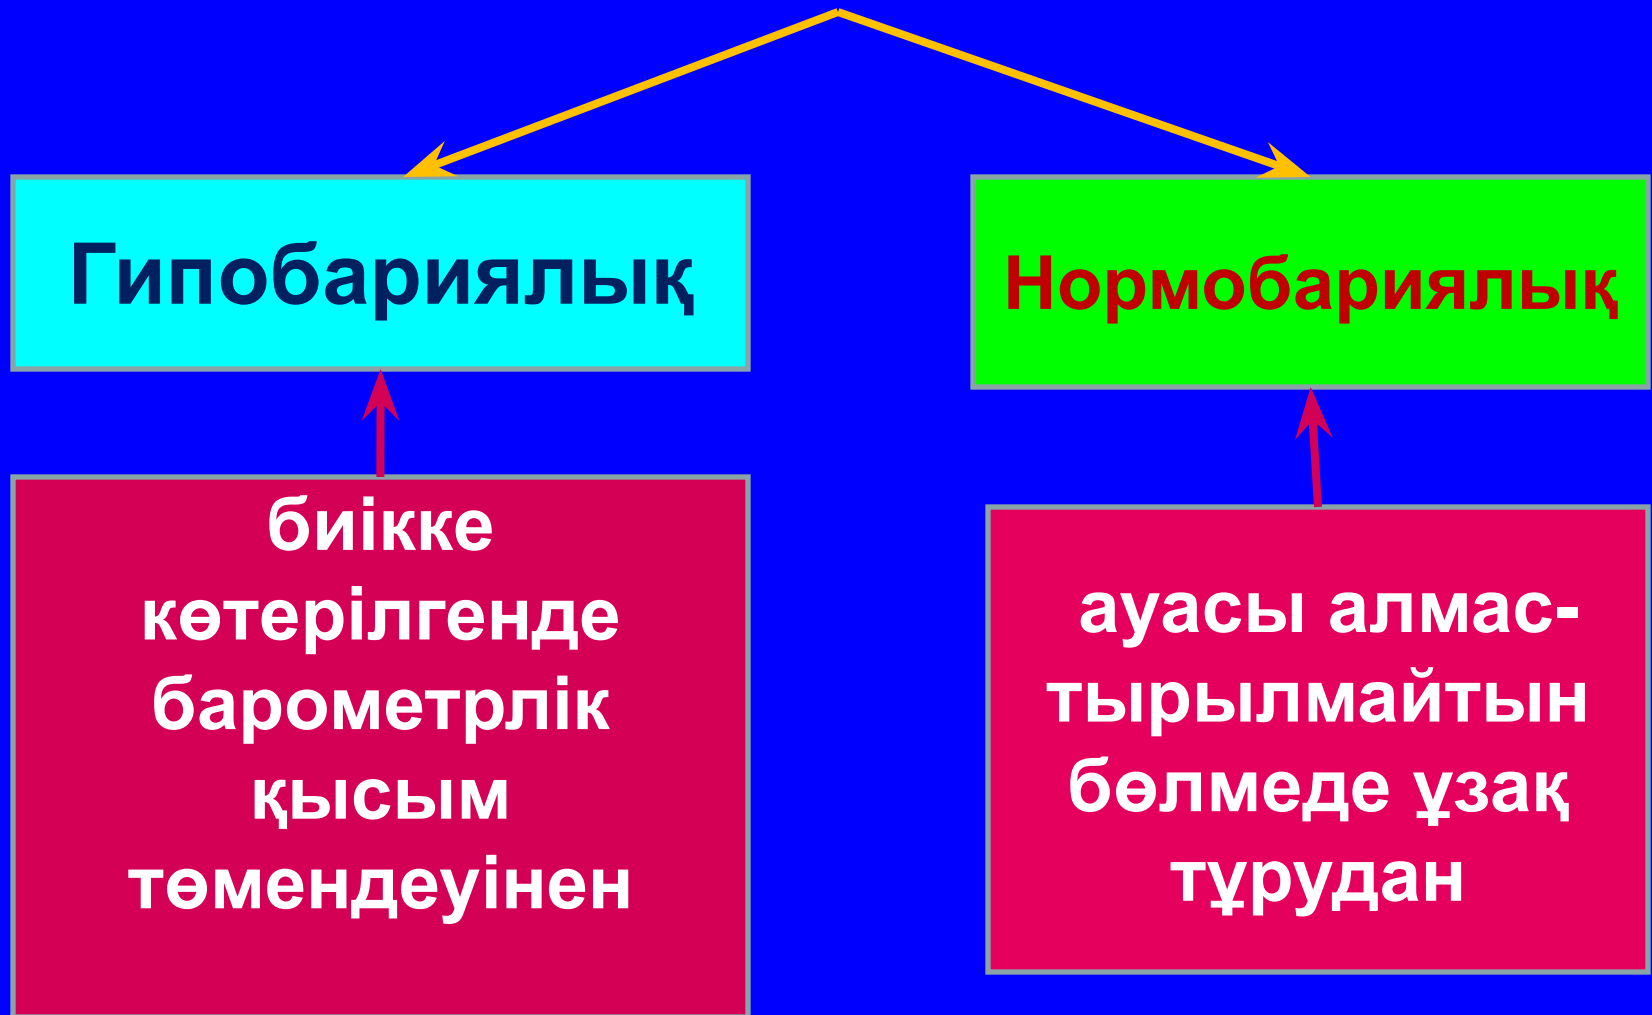 Гипобариялық
Нормобариялық
биікке
көтерілгенде
барометрлік
қысым
төмендеуінен
ауасы алмас-
тырылмайтын
бөлмеде ұзақ
тұрудан